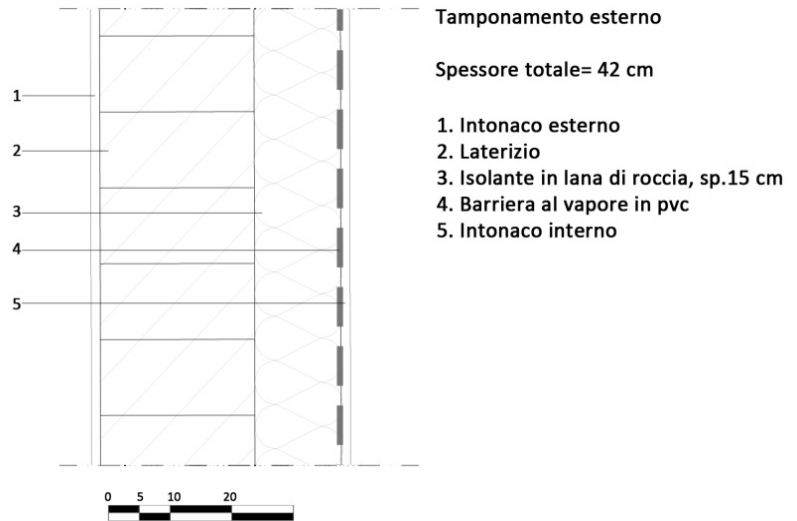 Tamponamento esterno
Spessore totale= 42 cm
1. Intonaco esterno
2. Laterizio
3. Isolante in lana di roccia, sp.15 cm
4. Barriera al vapore in pvc
5. Intonaco interno
1
2
3
4
5
0 5 10 20